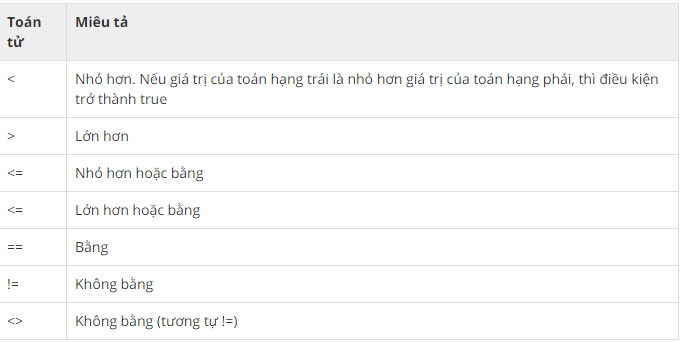 Toán tử Miêu tả
< Nhỏ hơn. Nếu giá trị của toán hạng trái là nhỏ hơn giá trị của toán hạng phải, thì điều kiện
trở thành true
> Lớn hơn
<= Nhỏ hơn hoặc bằng
<= Lớn hơn hoặc bằng
== Bằng
!= Không bằng
<> Không bằng (tương tự !=)